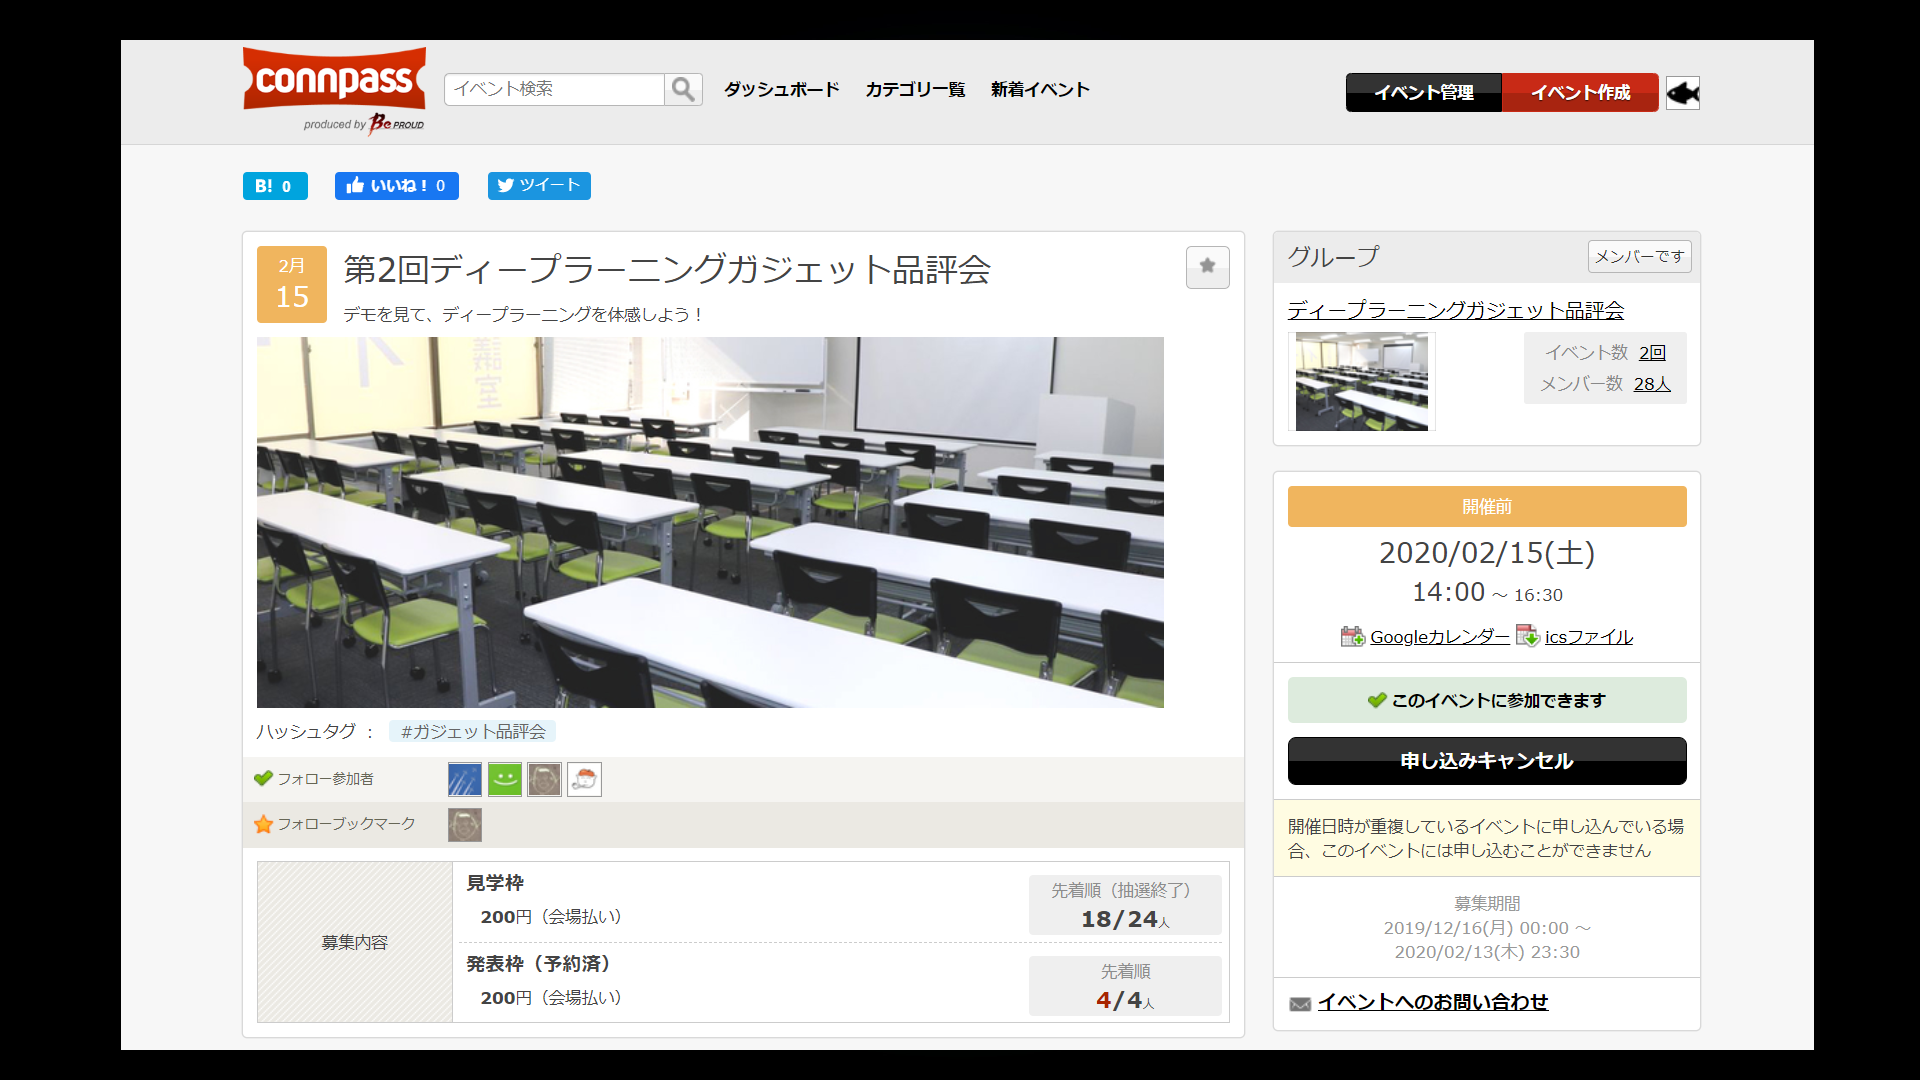 connpass
produced by Be PROUD
イベント検索
ダッシュボード
カテゴリ一覧
新着イベント
イベント管理
イベント作成
B! 0
いいね！ 0
ツイート
2月
15
第2回ディープラーニングガジェット品評会
デモを見て、ディープラーニングを体感しよう！
ハッシュタグ ： #ガジェット品評会
フォロー参加者
フォローブックマーク
募集内容
見学枠
200円（会場払い）
先着順（抽選終了）
18/24人
発表枠（予約済）
200円（会場払い）
先着順
4/4人
グループ
メンバーです
ディープラーニングガジェット品評会
イベント数 2回
メンバー数 28人
開催前
2020/02/15(土)
14:00 ～ 16:30
Googleカレンダー icsファイル
このイベントに参加できます
申し込みキャンセル
開催日時が重複しているイベントに申し込んでいる場
合、このイベントには申し込むことができません
募集期間
2019/12/16(月) 00:00 ～
2020/02/13(木) 23:30
イベントへのお問い合わせ